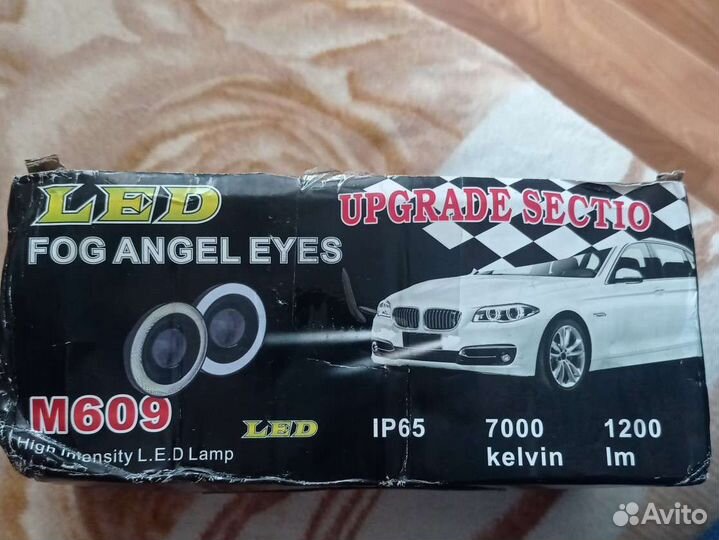 LED
UPGRADE SECTIO
FOG ANGEL EYES
M609
High Intensity L.E.D Lamp
LED
IP65
7000 kelvin
1200 lm
Avito